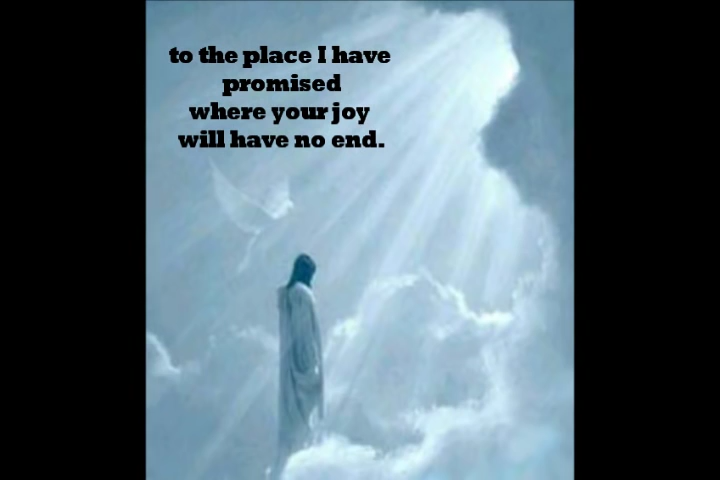 to the place I have
promised
where your joy
will have no end.